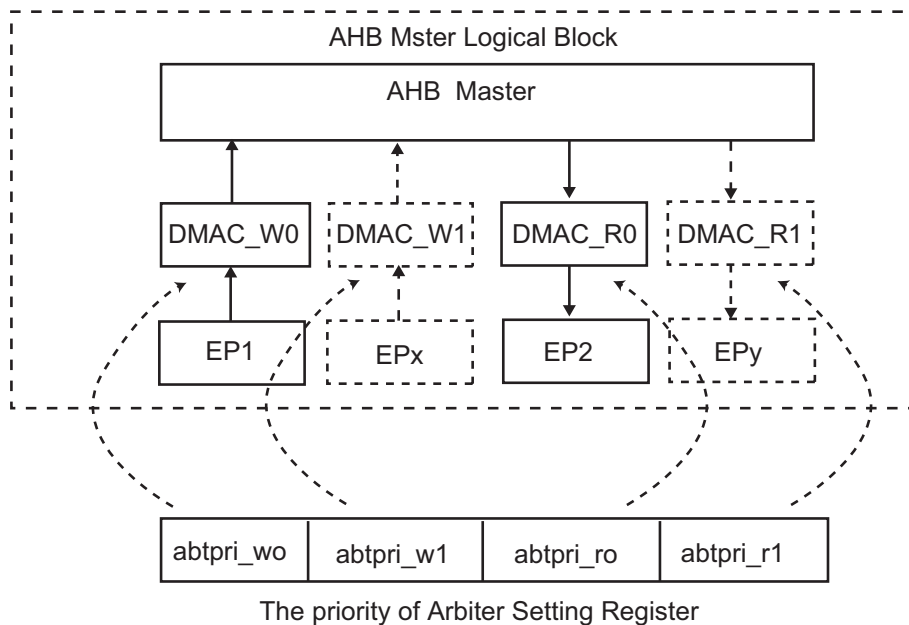 AHB Mster Logical Block
AHB Master
DMAC_W0 DMAC_W1 DMAC_R0 DMAC_R1
EP1 EPx EP2 EPy
abtpri_wo abtpri_w1 abtpri_ro abtpri_r1
The priority of Arbiter Setting Register